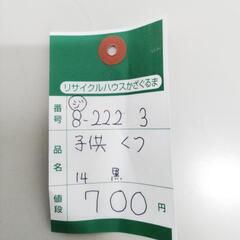 リサイクルハウスかざぐるま
番号 ジ 8-222 3
品名 子供 くつ
14 黒
値段 700 円